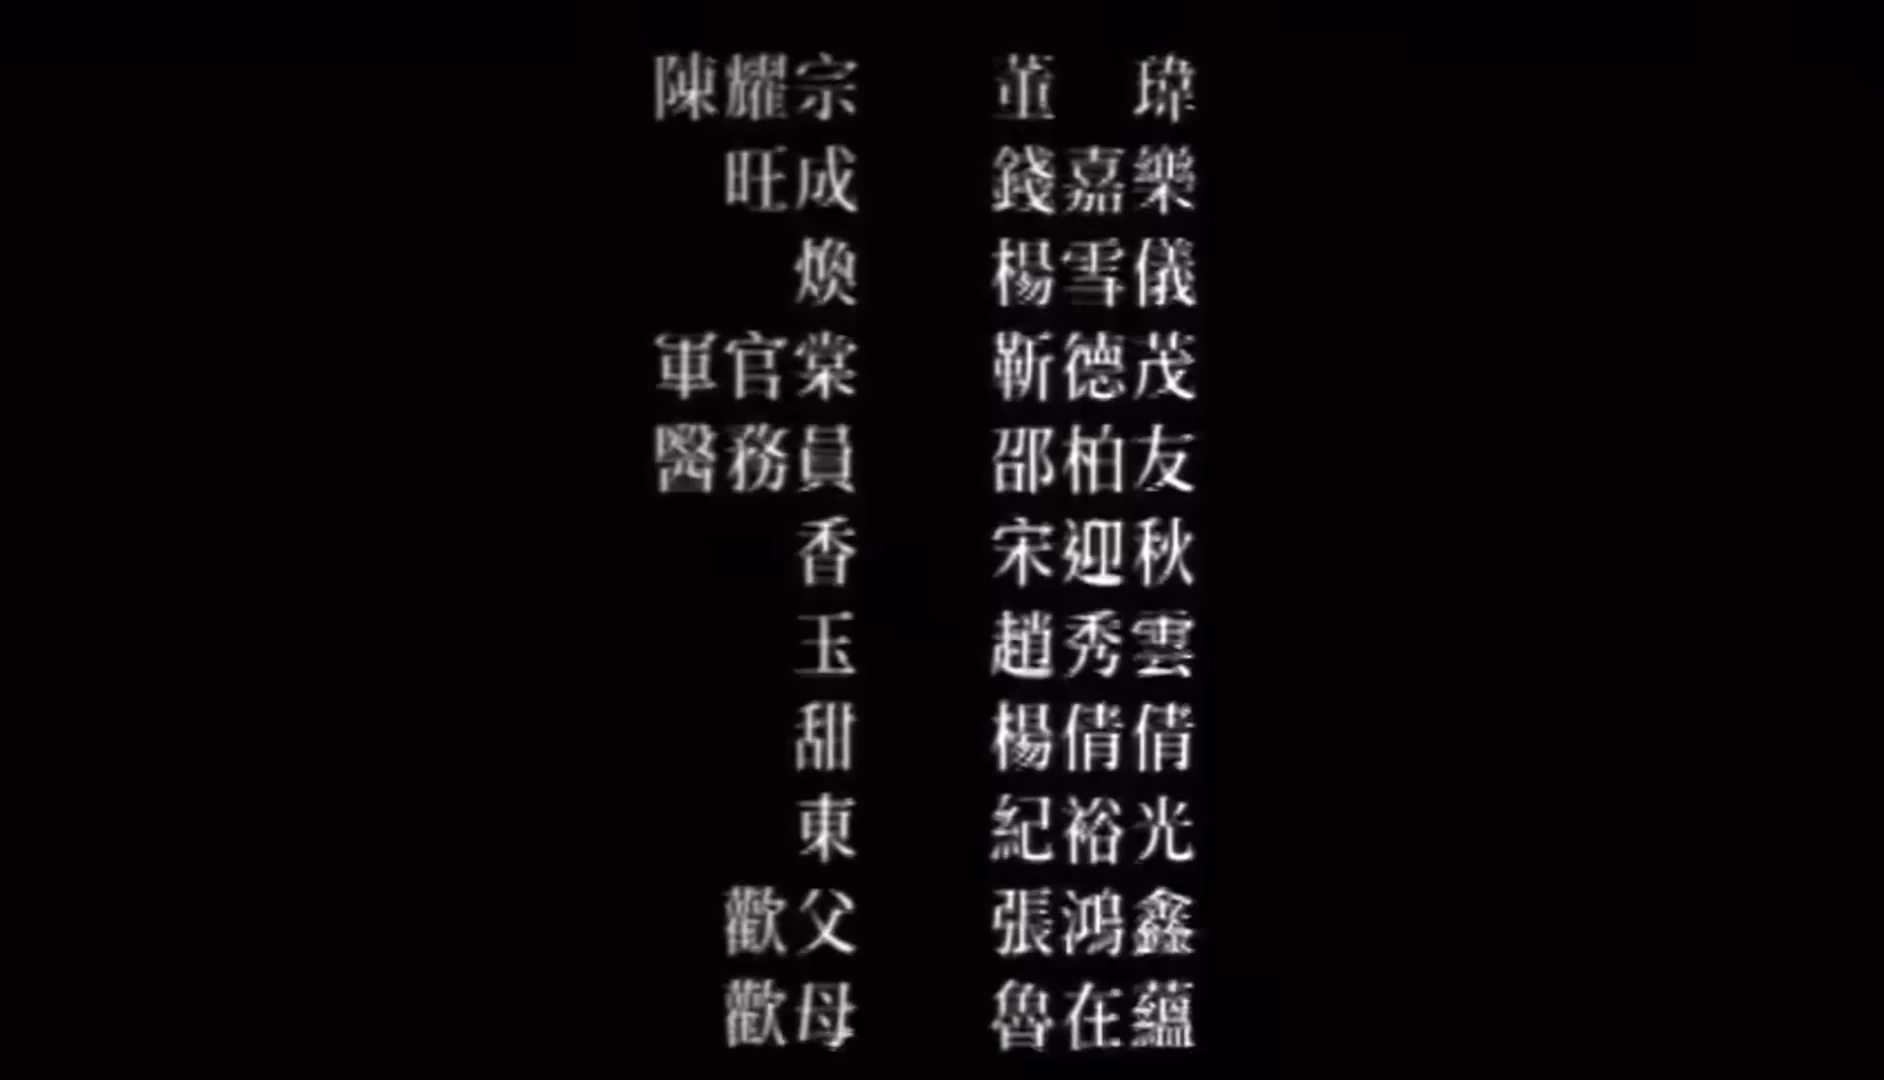 陳耀宗 董瑋
旺成 錢嘉樂
煥 楊雪儀
軍官棠 靳德茂
醫務員 邵柏友
香 宋迎秋
玉 趙秀雲
甜 楊倩倩
東 紀裕光
歡父 張鴻鑫
歡母 魯在蘊